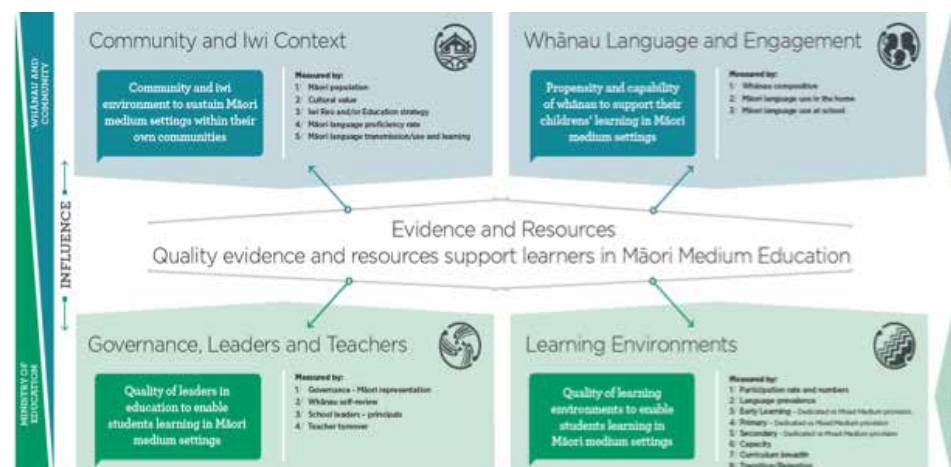 WHĀNAU AND
COMMUNITY
INFLUENCE
MINISTRY OF
EDUCATION
Community and Iwi Context
Community and iwi
environment to sustain Māori
medium settings within their
own communities
Measured by:
1/ Māori population
2/ Cultural value
3/ Iwi Reo and/or Education strategy
4/ Māori language proficiency rate
5/ Māori language transmission/use and learning
Whānau Language and Engagement
Propensity and capability
of whānau to support their
childrens' learning in Māori
medium settings
Measured by:
1/ Whānau composition
2/ Māori language use in the home
3/ Māori language use at school
Evidence and Resources
Quality evidence and resources support learners in Māori Medium Education
Governance, Leaders and Teachers
Quality of leaders in
education to enable
students learning in Māori
medium settings
Measured by:
1/ Governance - Māori representation
2/ Whānau self-review
3/ School leaders – principals
4/ Teacher turnover
Learning Environments
Quality of learning
environments to enable
students learning in
Māori medium settings
Measured by:
1/ Participation rate and numbers
2/ Language prevalence
3/ Early Learning – Dedicated vs Mixed Medium provision
4/ Primary – Dedicated vs Mixed Medium provision
5/ Secondary – Dedicated vs Mixed Medium provision
6/ Capacity
7/ Curriculum breadth